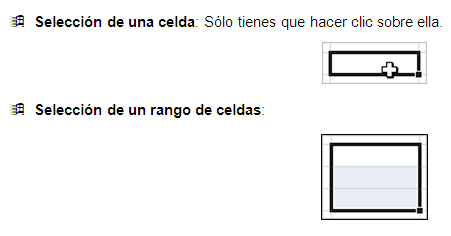 Selección de una celda: Sólo tienes que hacer clic sobre ella.
Selección de un rango de celdas: